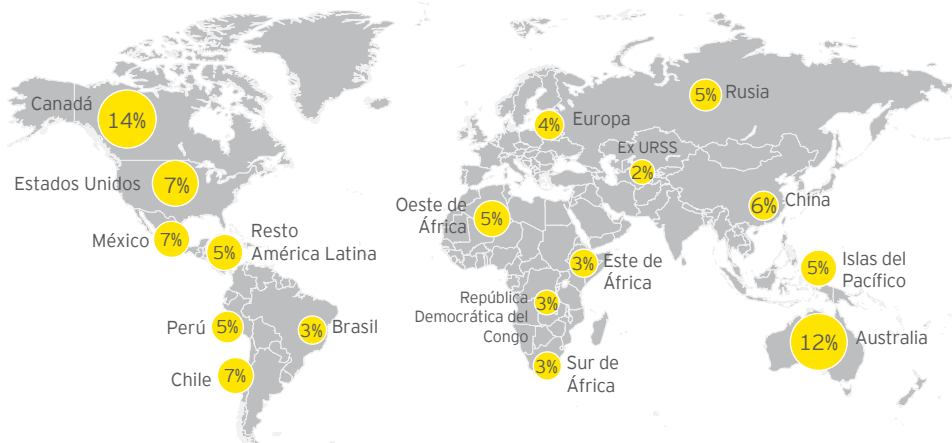 Canadá
14%
Estados Unidos
7%
México
7%
Resto
América Latina
5%
Perú
5%
3%
Brasil
Chile
7%
5%
Rusia
4%
Europa
Ex URSS
2%
6%
China
Oeste de
África
5%
3%
Este de
África
República
Democrática del
Congo
3%
3%
Sur de
África
5%
Islas del
Pacífico
12%
Australia